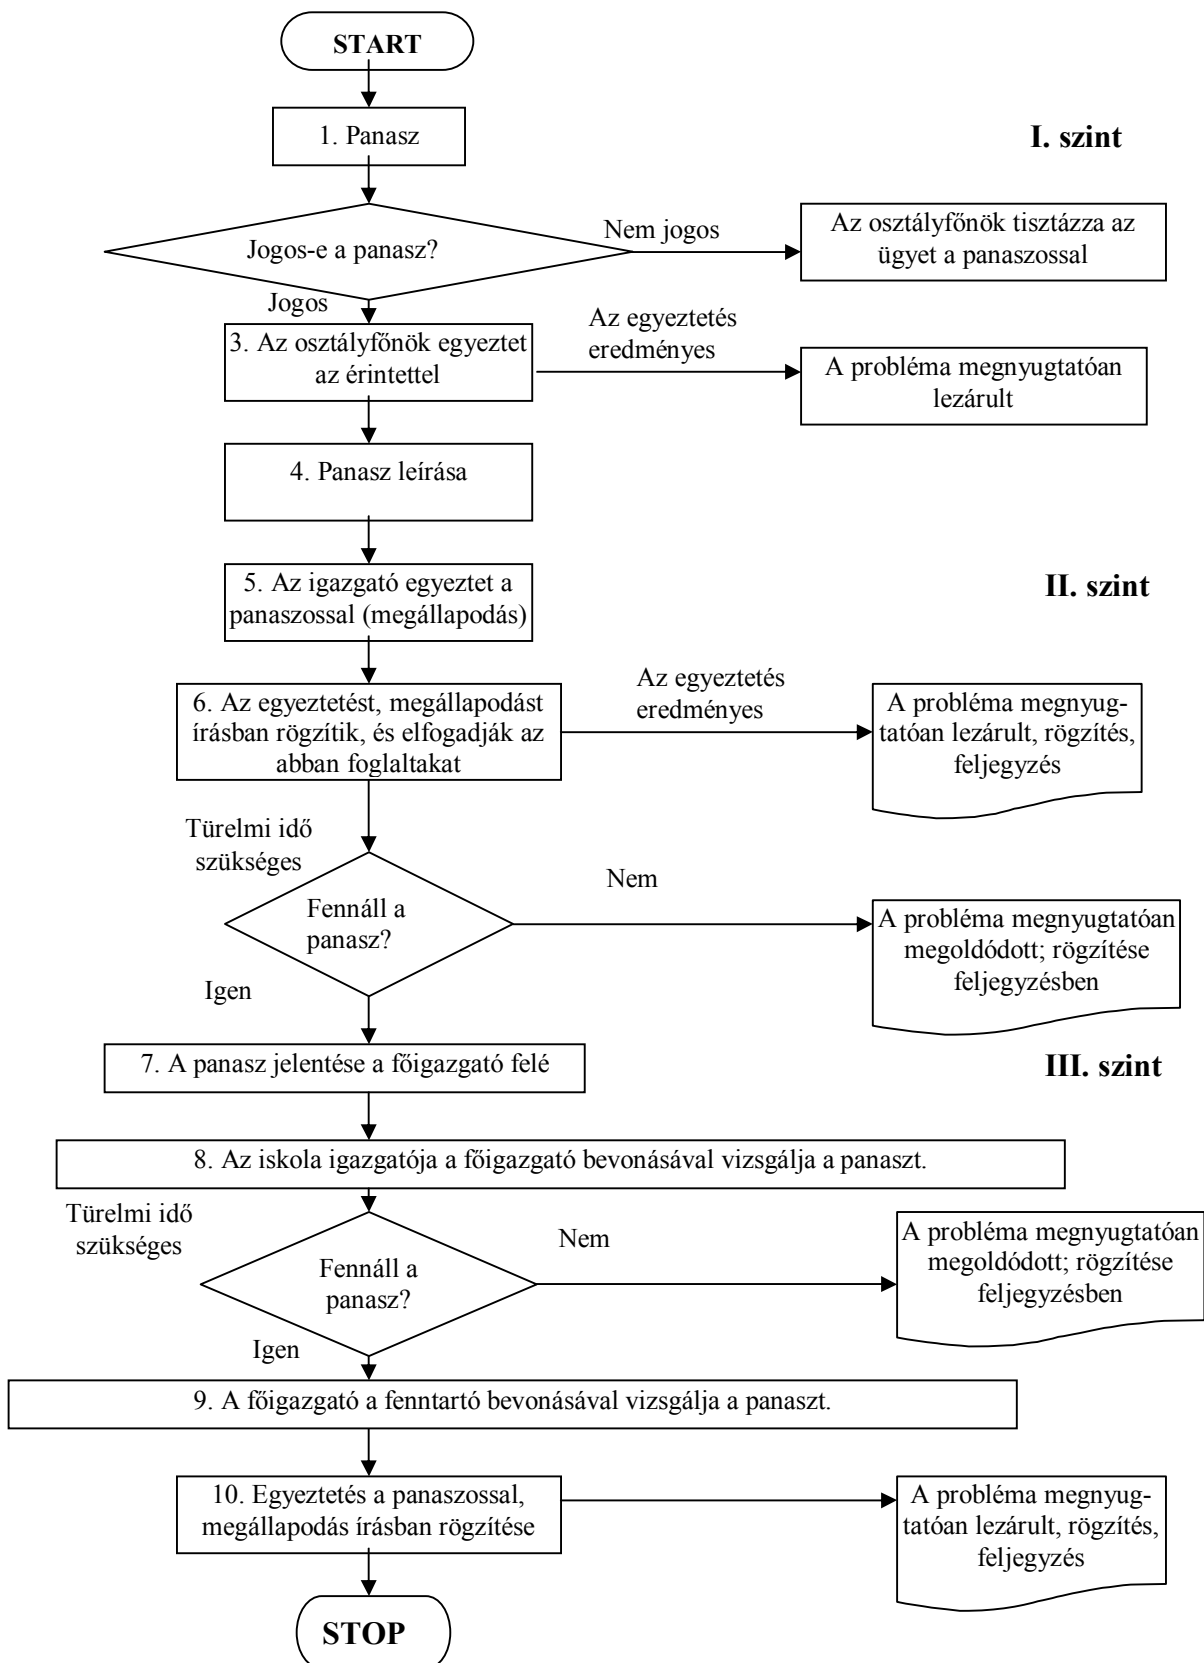 START
1. Panasz
I. szint
Jogos-e a panasz?
Nem jogos
Az osztályfőnök tisztázza az
ügyet a panaszossal
Jogos
3. Az osztályfőnök egyeztet
az érintettel
Az egyeztetés
eredményes
A probléma megnyugtatóan
lezárult
4. Panasz leírása
5. Az igazgató egyeztet a
panaszossal (megállapodás)
II. szint
6. Az egyeztetést, megállapodást
írásban rögzítik, és elfogadják az
abban foglaltakat
Az egyeztetés
eredményes
A probléma megnyug-
tatóan lezárult, rögzítés,
feljegyzés
Türelmi idő
szükséges
Fennáll a
panasz?
Nem
A probléma megnyugtatóan
megoldódott; rögzítése
feljegyzésben
Igen
7. A panasz jelentése a főigazgató felé
III. szint
8. Az iskola igazgatója a főigazgató bevonásával vizsgálja a panaszt.
Türelmi idő
szükséges
Fennáll a
panasz?
Nem
A probléma megnyugtatóan
megoldódott; rögzítése
feljegyzésben
Igen
9. A főigazgató a fenntartó bevonásával vizsgálja a panaszt.
10. Egyeztetés a panaszossal,
megállapodás írásban rögzítése
A probléma megnyug-
tatóan lezárult, rögzítés,
feljegyzés
STOP